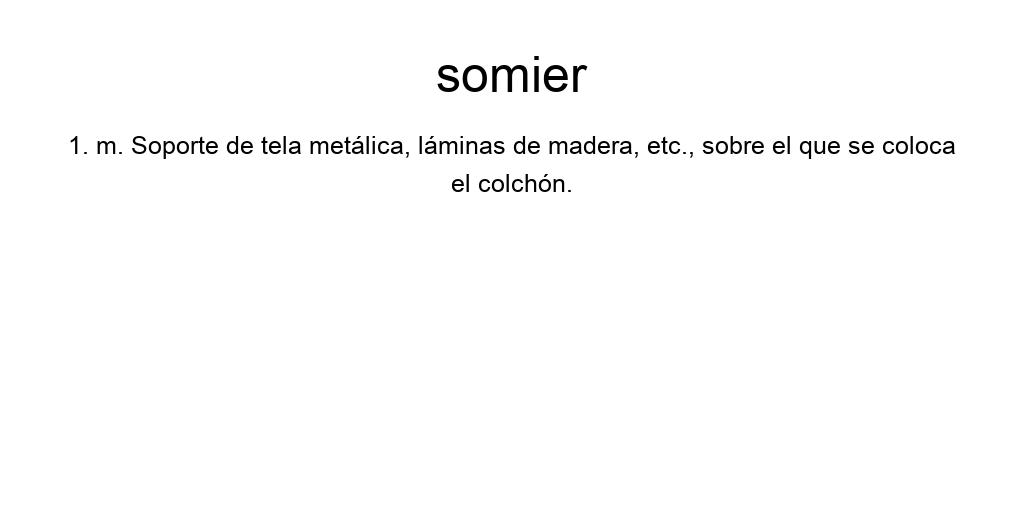 somier
1. m. Soporte de tela metálica, láminas de madera, etc., sobre el que se coloca
el colchón.